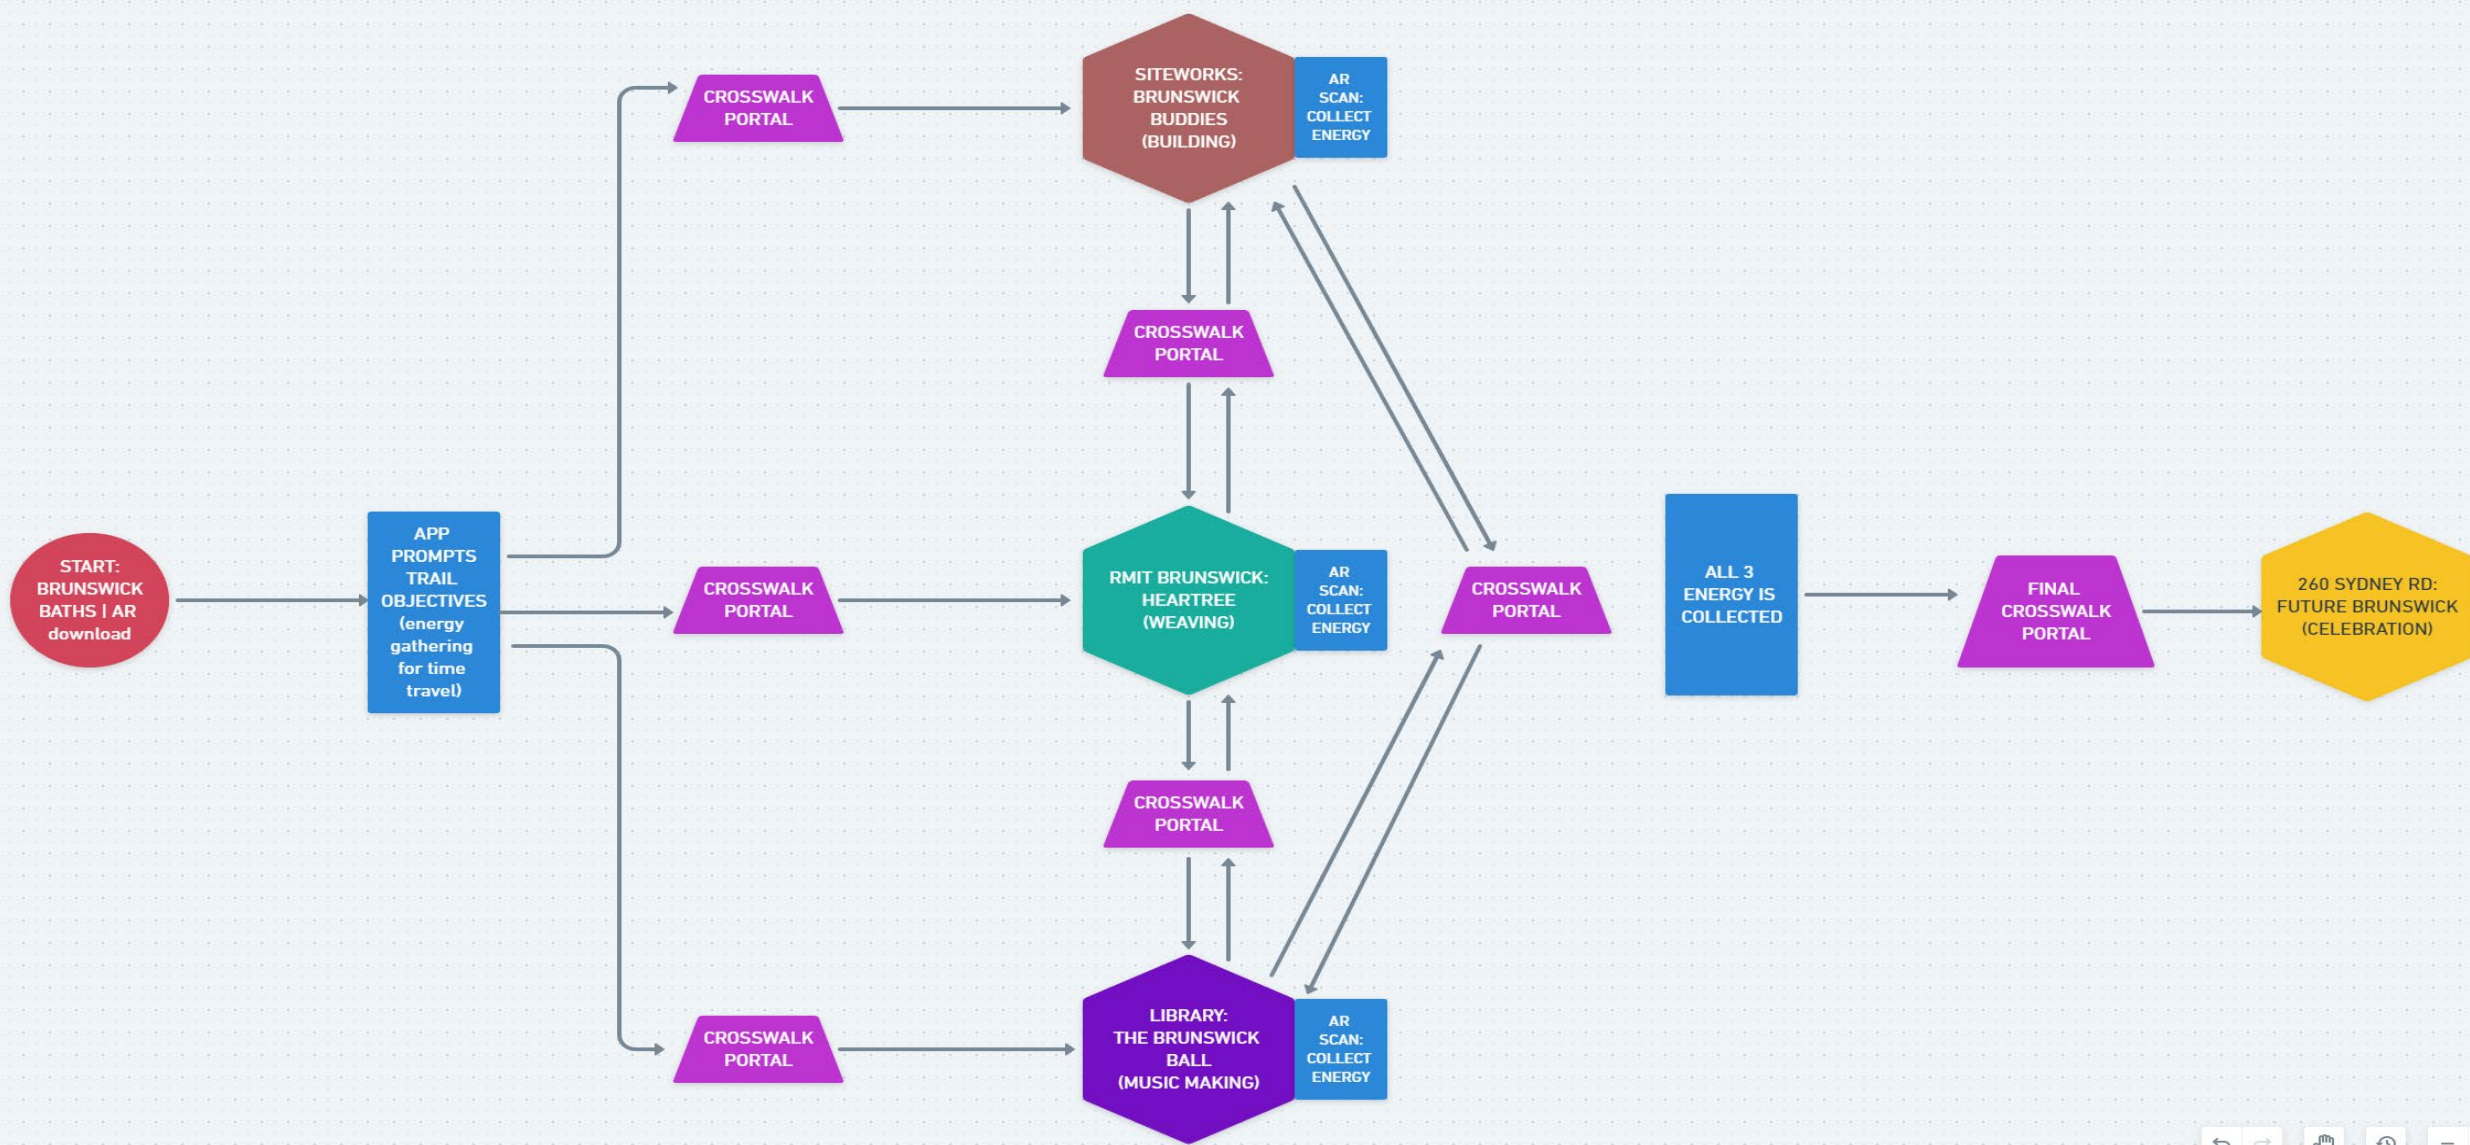 START:
BRUNSWICK
BATHS | AR
download
APP
PROMPTS
TRAIL
OBJECTIVES
(energy
gathering
for time
travel)
CROSSWALK
PORTAL
CROSSWALK
PORTAL
CROSSWALK
PORTAL
SITEWORKS:
BRUNSWICK
BUDDIES
(BUILDING)
AR
SCAN:
COLLECT
ENERGY
CROSSWALK
PORTAL
RMIT BRUNSWICK:
HEARTREE
(WEAVING)
AR
SCAN:
COLLECT
ENERGY
CROSSWALK
PORTAL
LIBRARY:
THE BRUNSWICK
BALL
(MUSIC MAKING)
AR
SCAN:
COLLECT
ENERGY
CROSSWALK
PORTAL
ALL 3
ENERGY IS
COLLECTED
FINAL
CROSSWALK
PORTAL
260 SYDNEY RD:
FUTURE BRUNSWICK
(CELEBRATION)